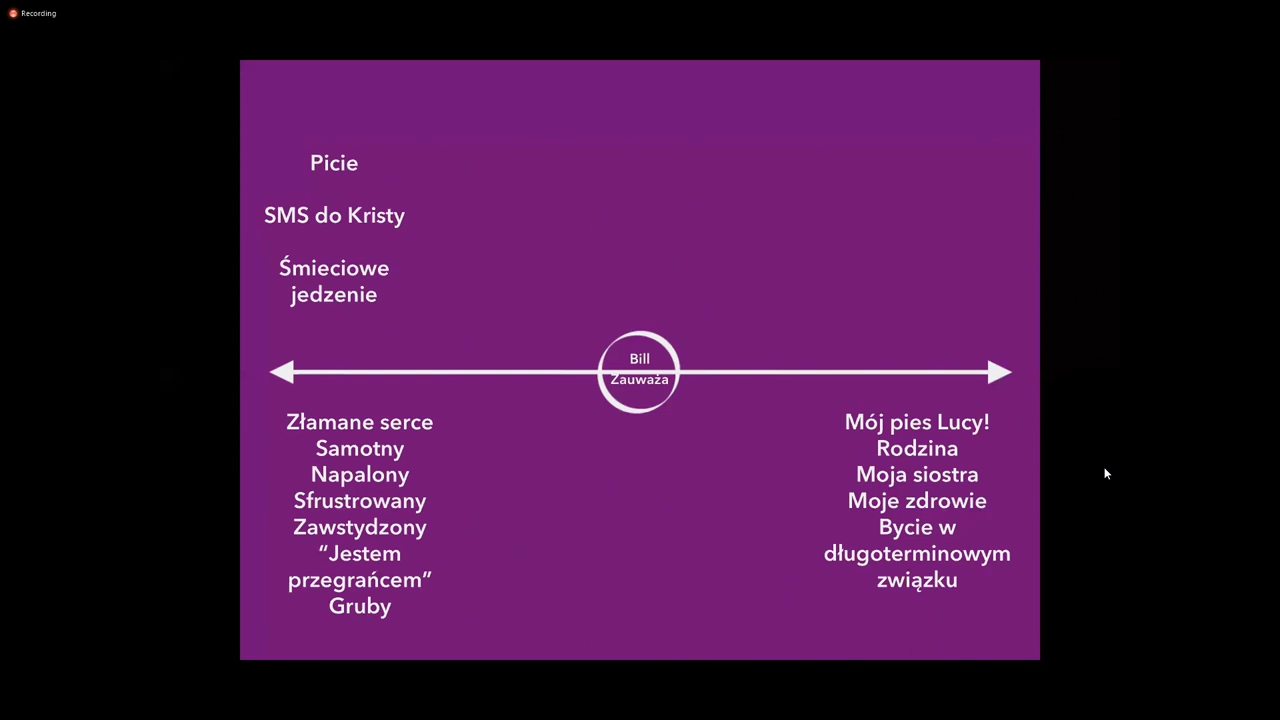 Recording
Picie
SMS do Kristy
Śmieciowe
jedzenie
Bill
Zauważa
Złamane serce
Samotny
Napalony
Sfrustrowany
Zawstydzony
“Jestem
przegrańcem”
Gruby
Mój pies Lucy!
Rodzina
Moja siostra
Moje zdrowie
Bycie w
długoterminowym
związku